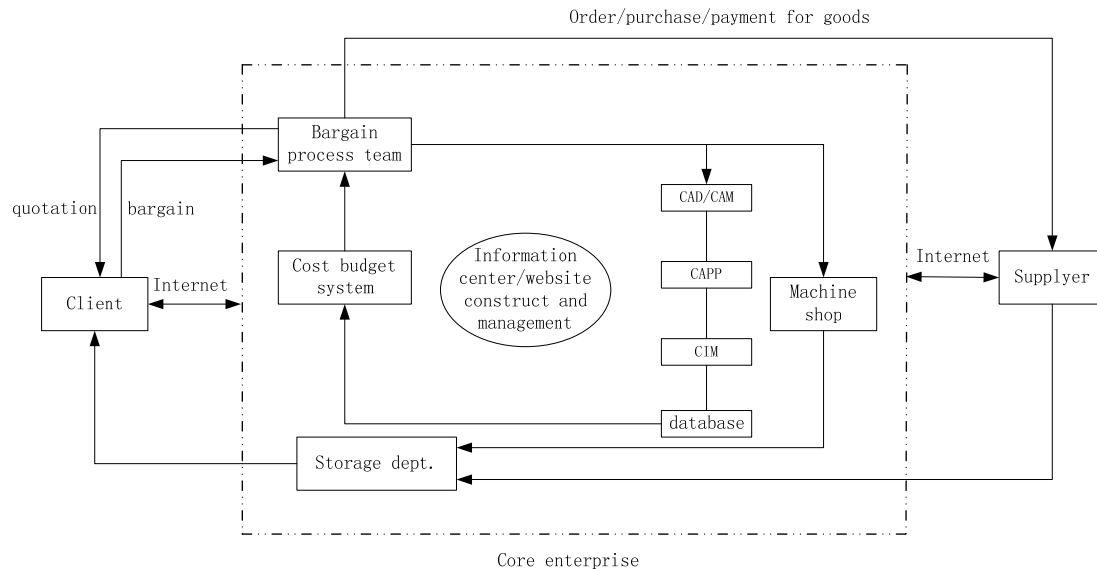 Order/purchase/payment for goods
Bargain
process team
CAD/CAM
quotation
bargain
Information
center/website
construct and
management
Cost budget
system
CAPP
Internet
Supplyer
Internet
Client
Machine
shop
CIM
database
Storage dept.
Core enterprise